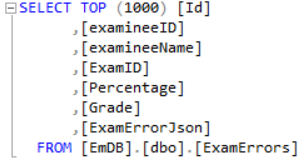 SELECT TOP (1000) [Id]
,[examineeID]
,[examineeName]
,[ExamID]
,[Percentage]
,[Grade]
,[ExamErrorJson]
FROM [EmDB].[dbo].[ExamErrors]